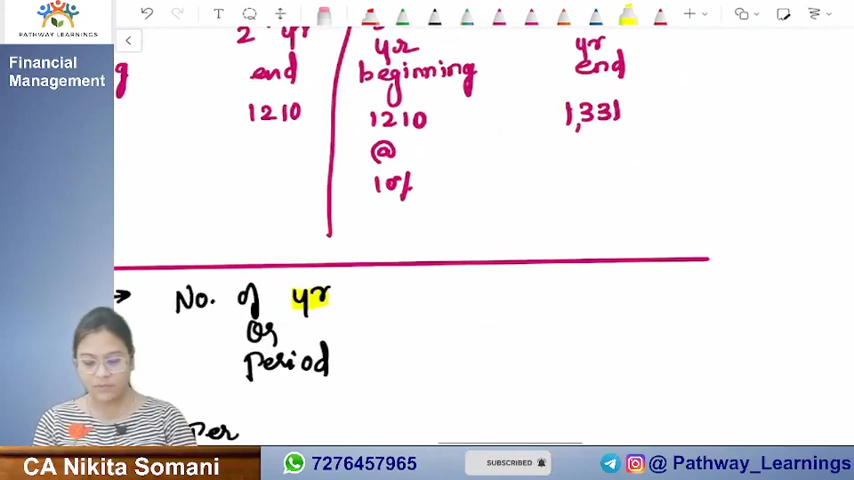 PATHWAY LEARNINGS
Financial
Management
yr
end
1210
yr
beginning
1210
@
10%
yr
end
1,331
→ No. of yr
or
period
Per
CA Nikita Somani
7276457965
SUBSCRIBED
@ Pathway_Learnings